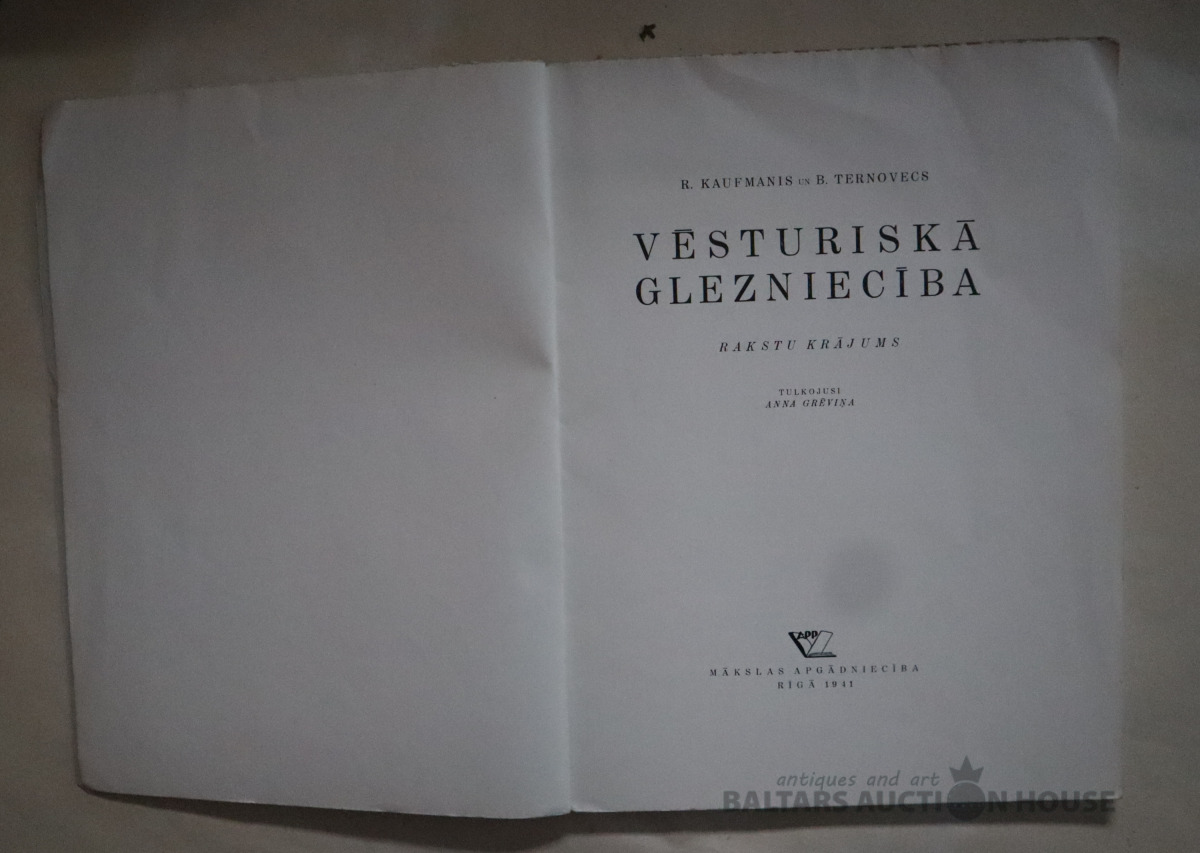 R. KAUFMANIS UN B. TERNOVECS
VĒSTURISKĀ
GLEZNIECĪBA
RAKSTU KRĀJUMS
TULKOJUSI
ANNA GRĒVIŅA
APP
MĀKSLAS APGĀDNIECĪBA
RĪGĀ 1941
antiques and art
BALTARS AUCTION HOUSE